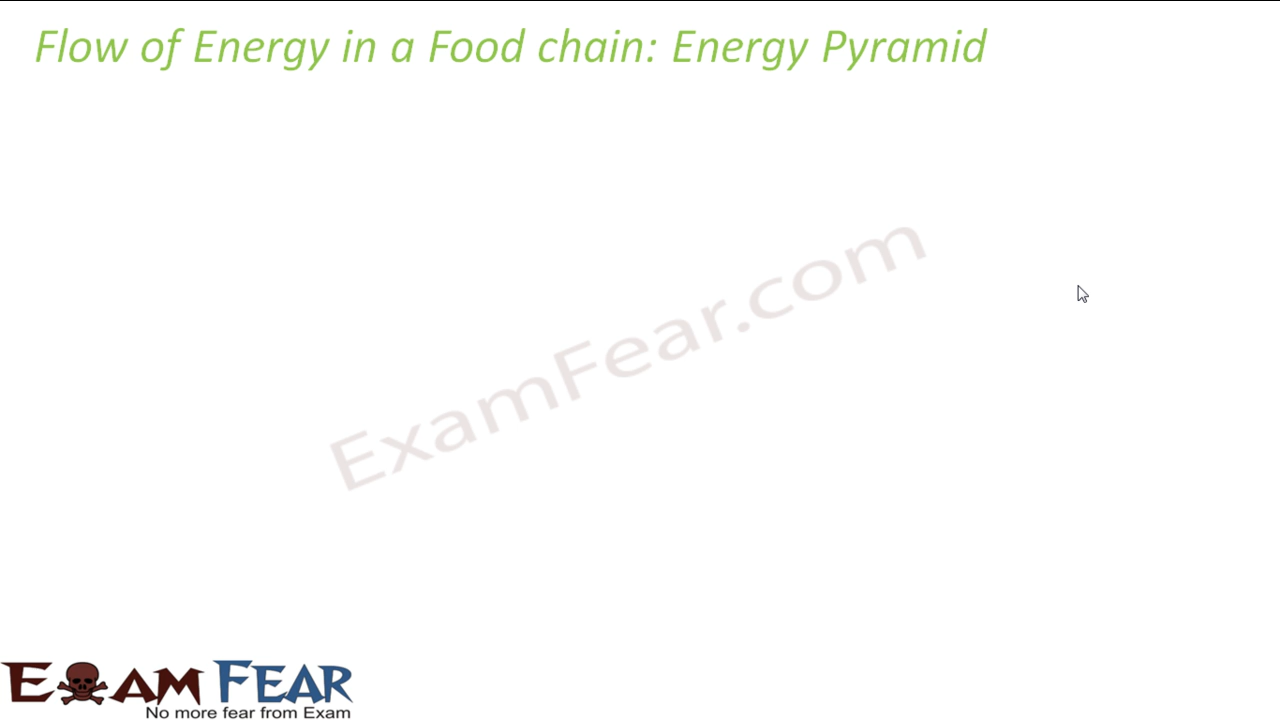 Flow of Energy in a Food chain: Energy Pyramid
ExamFear.com
EXAM FEAR
No more fear from Exam